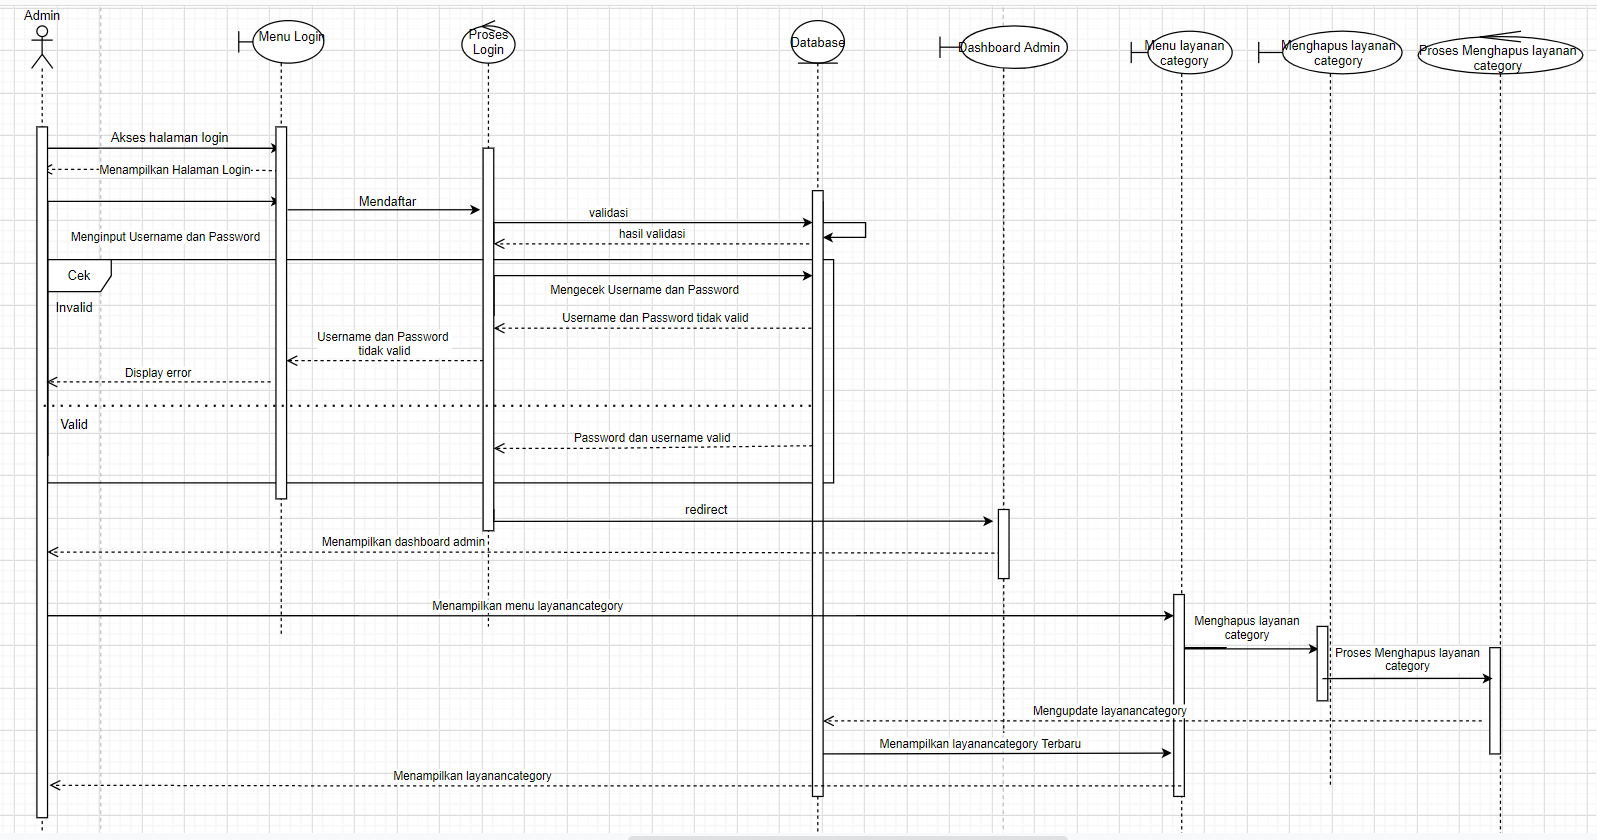 Admin
Menu Login
Proses
Login
Database
Dashboard Admin
Menu layanan
category
Menghapus layanan
category
Proses Menghapus layanan
category
Akses halaman login
Menampilkan Halaman Login
Mendaftar
validasi
Menginput Username dan Password
hasil validasi
Cek
Mengecek Username dan Password
Invalid
Username dan Password tidak valid
Username dan Password
tidak valid
Display error
Valid
Password dan username valid
redirect
Menampilkan dashboard admin
Menampilkan menu layanancategory
Menghapus layanan
category
Proses Menghapus layanan
category
Mengupdate layanancategory
Menampilkan layanancategory Terbaru
Menampilkan layanancategory